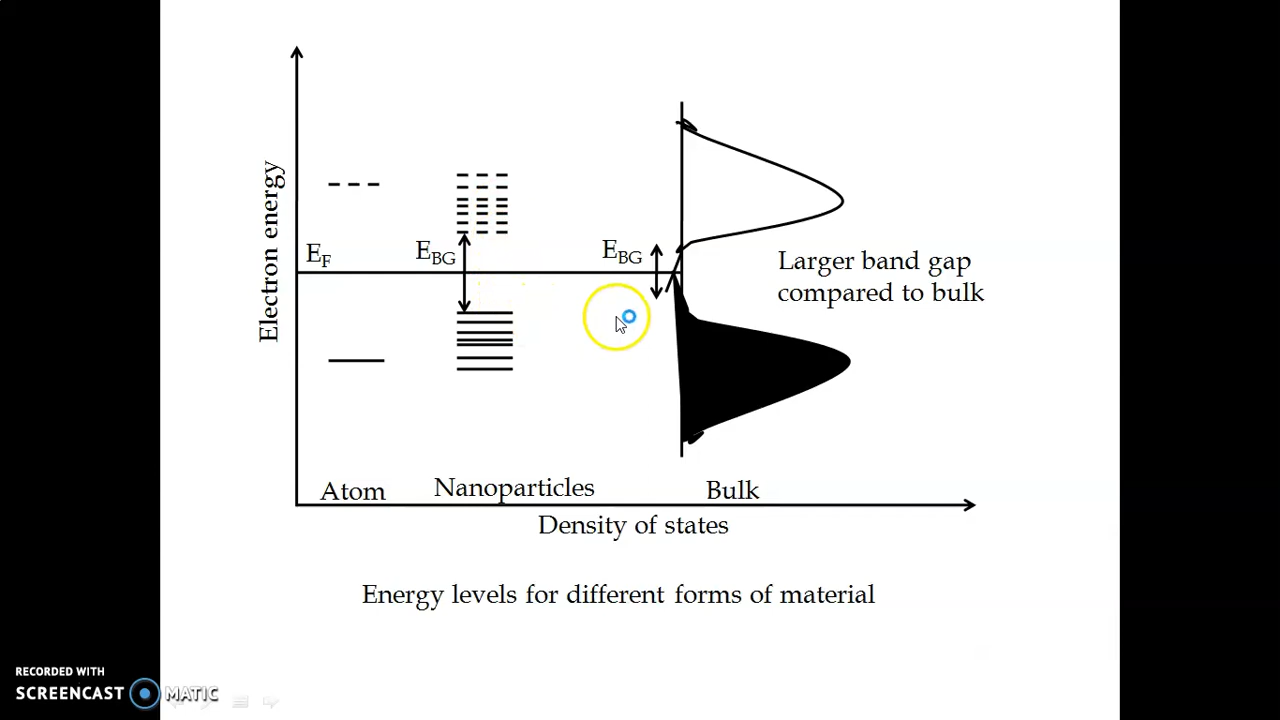 Electron energy
E_F
E_BG
E_BG
Larger band gap
compared to bulk
Atom
Nanoparticles
Bulk
Density of states
Energy levels for different forms of material
RECORDED WITH
SCREENCAST MATIC